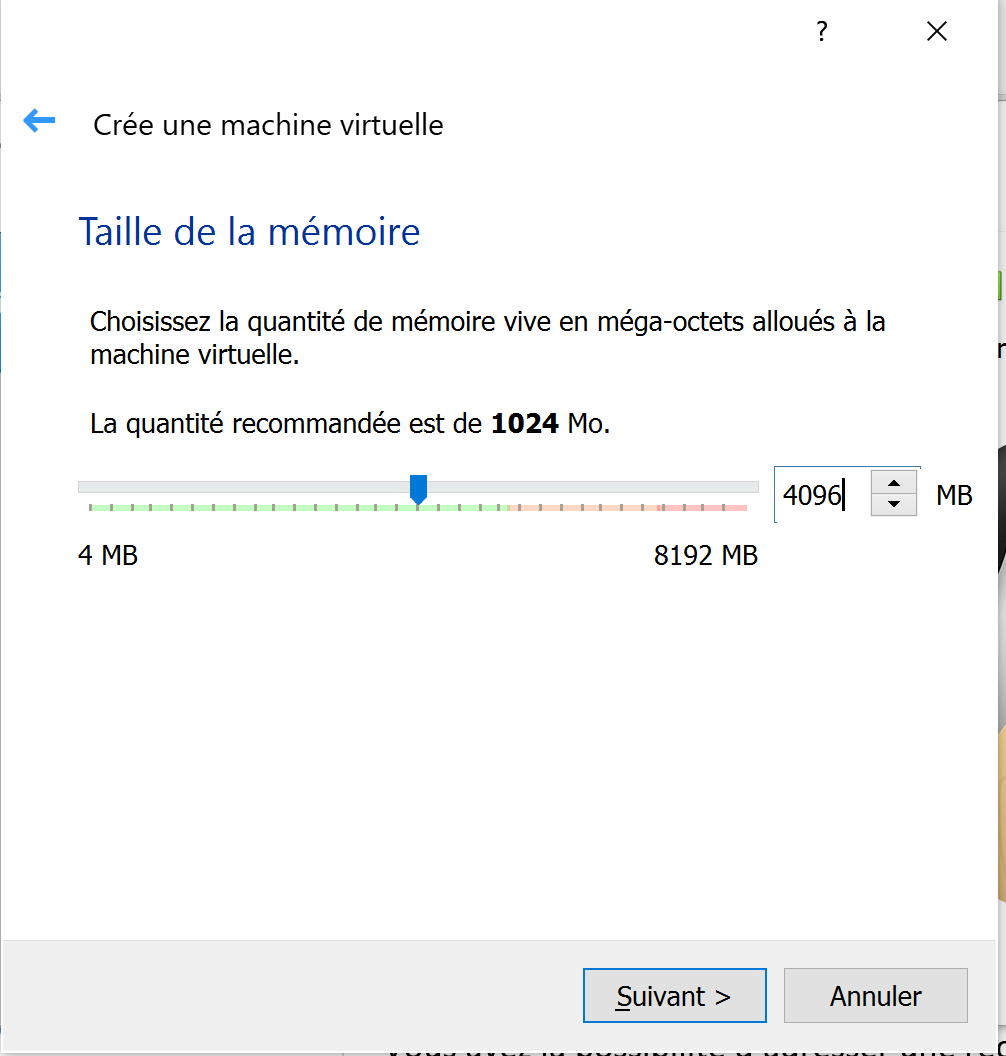 ?
Crée une machine virtuelle
Taille de la mémoire
Choisissez la quantité de mémoire vive en méga-octets alloués à la
machine virtuelle.
La quantité recommandée est de 1024 Mo.
4096 MB
4 MB 8192 MB
Suivant > Annuler